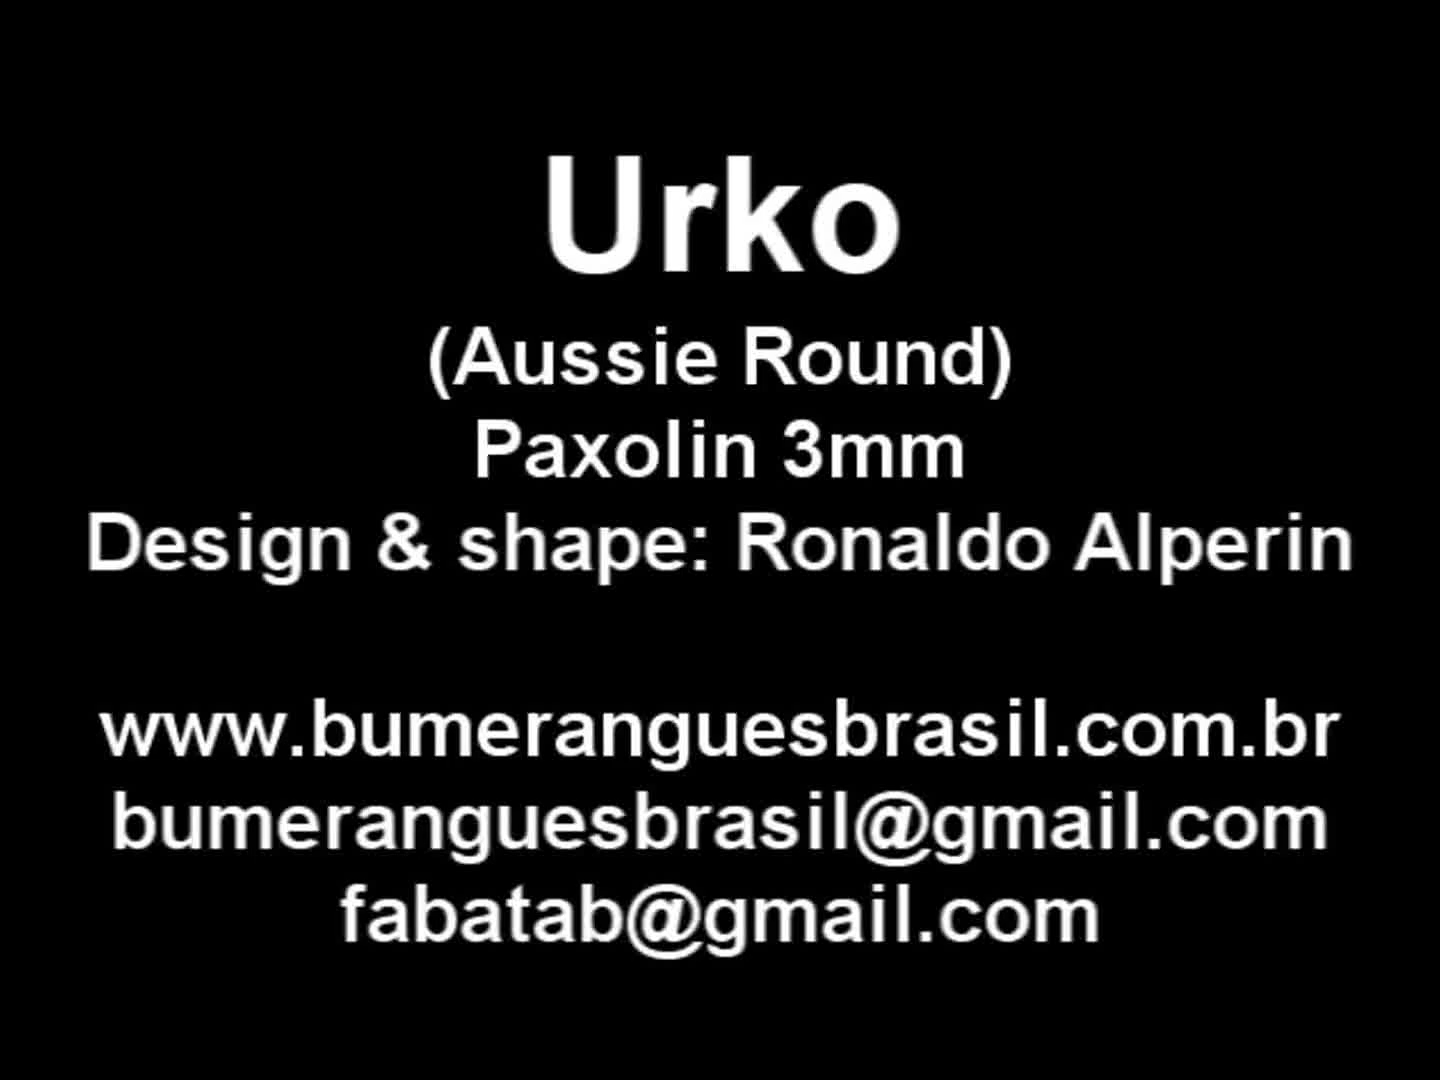 Urko
(Aussie Round)
Paxolin 3mm
Design & shape: Ronaldo Alperin
www.bumeranguesbrasil.com.br
bumeranguesbrasil@gmail.com
fabatab@gmail.com